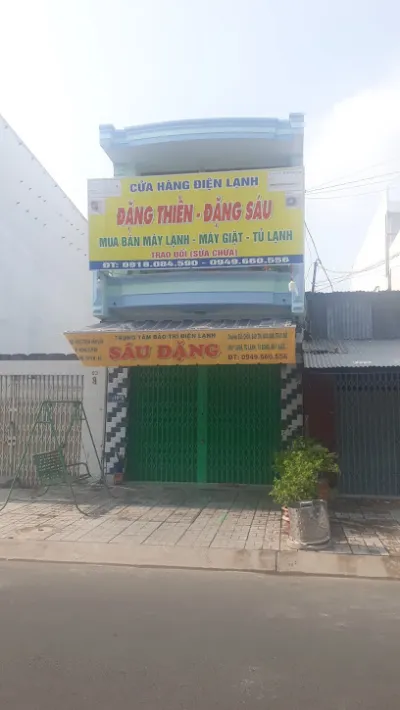 CỬA HÀNG ĐIỆN LẠNH
ĐẶNG THIỀN - ĐẶNG SÁU
MUA BÁN MÁY LẠNH - MÁY GIẶT - TỦ LẠNH
TRAO ĐỔI (SỬA CHỮA)
ĐT: 0918.084.590 - 0949.660.556
TRUNG TÂM BẢO TRÌ ĐIỆN LẠNH
SÁU ĐẶNG
ĐT: 0949.660.556